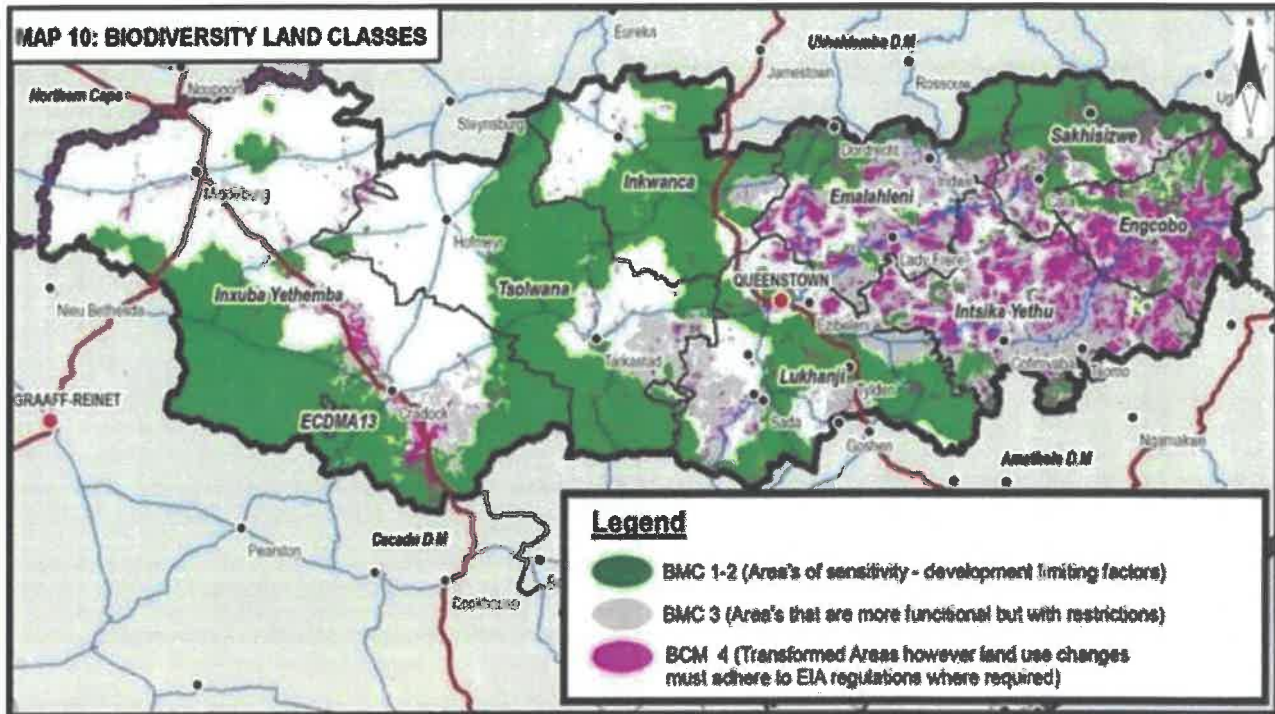 MAP 10: BIODIVERSITY LAND CLASSES
Eureka
Jamestown
Rossouw
Northern Cape
Noupoort
Steynsburg
Dordrecht
Sakhisizwe
Indwe
Cala
Inkwanca
Emalahleni
Engcobo
Middelburg
Hofmeyr
Lady Frere
QUEENSTOWN
Inxuba Yethemba
Tsolwana
Nieu Bethesda
Ezibeleni
Intsika Yethu
Tarkastad
Cofimvaba
Tsomo
Lukhanji
Tylden
GRAAFF-REINET
ECDMA13
Cradock
Sada
Goshen
Ngamakwe
Amathole D.M
Cacadu D.M
Pearston
Cookhouse
Legend
BMC 1-2 (Area's of sensitivity - development limiting factors)
BMC 3 (Area's that are more functional but with restrictions)
BCM 4 (Transformed Areas however land use changes
must adhere to EIA regulations where required)